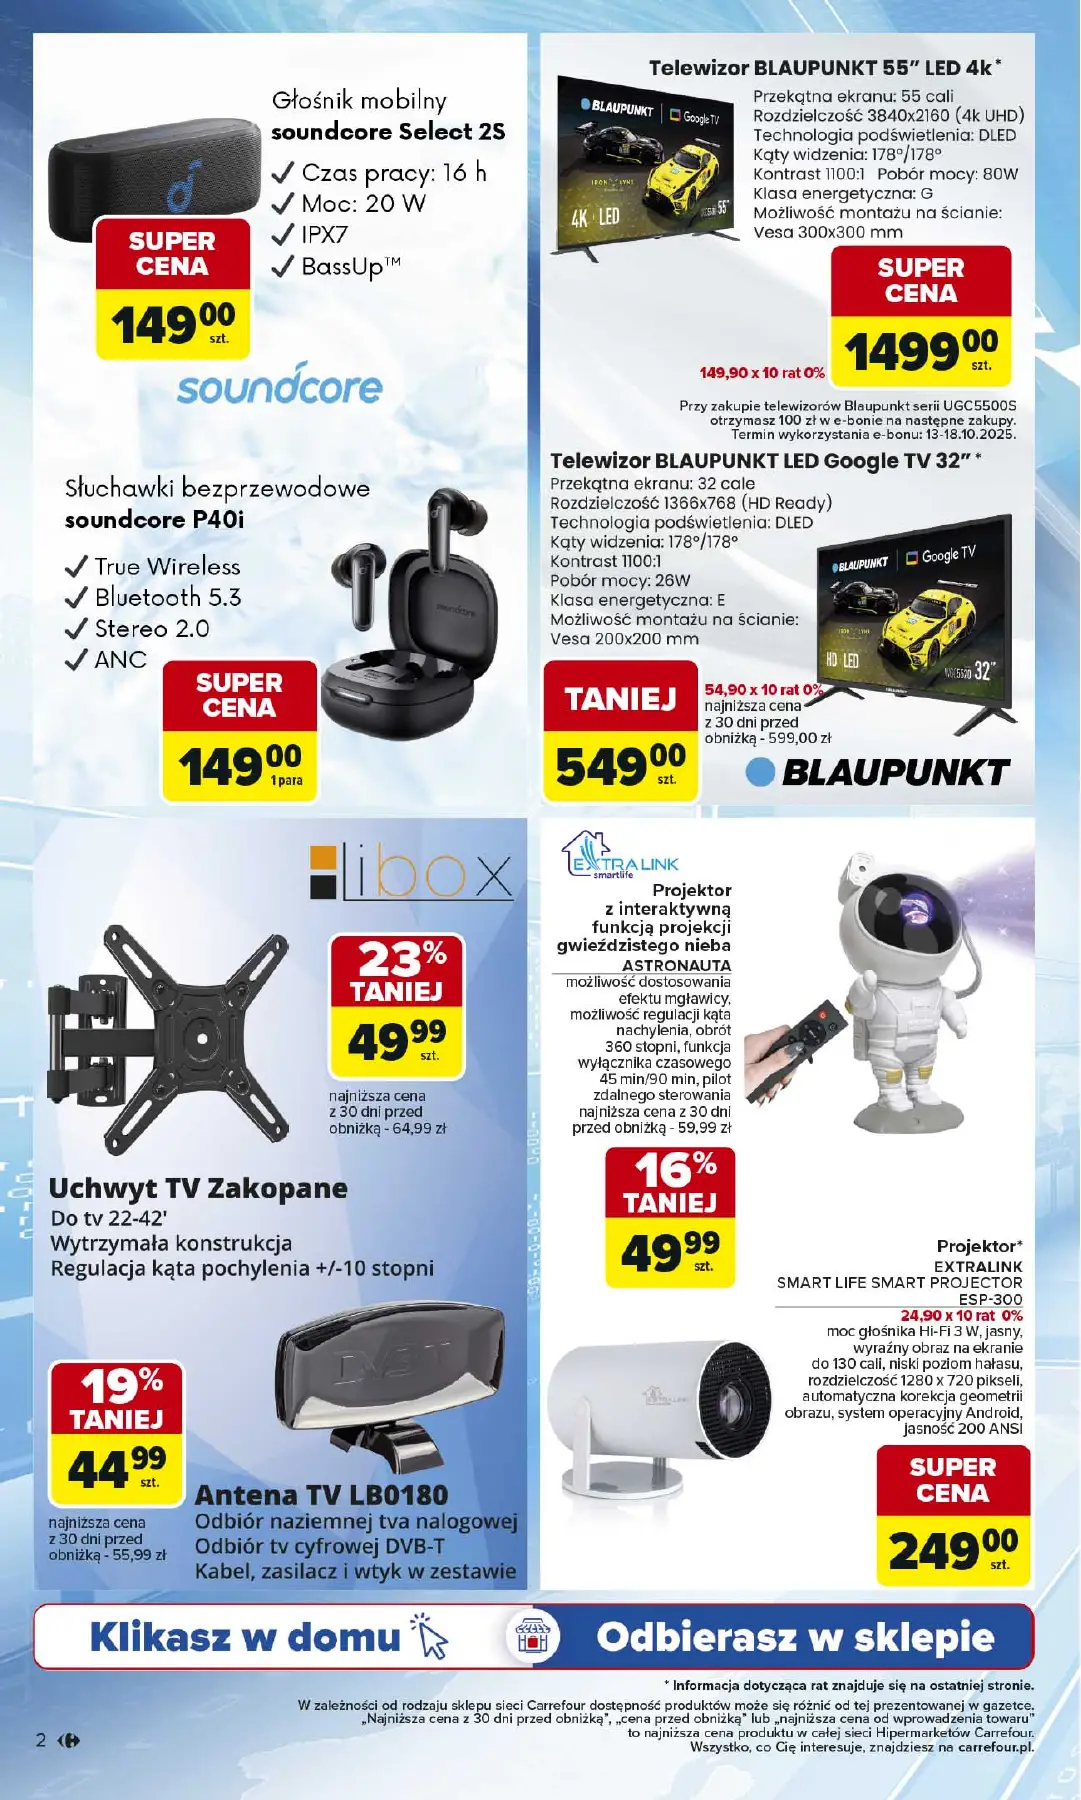 Głośnik mobilny
soundcore Select 2S
✓ Czas pracy: 16 h
✓ Moc: 20 W
✓ IPX7
✓ BassUp™
SUPER
CENA
149 00
szt.
soundcore
Słuchawki bezprzewodowe
soundcore P40i
✓ True Wireless
✓ Bluetooth 5.3
✓ Stereo 2.0
✓ ANC
soundcore
SUPER
CENA
149 00
1 para
Telewizor BLAUPUNKT 55” LED 4k*
BLAUPUNKT
Google TV
4K LED
55"
Przekątna ekranu: 55 cali
Rozdzielczość 3840x2160 (4k UHD)
Technologia podświetlenia: DLED
Kąty widzenia: 178°/178°
Kontrast 1100:1 Pobór mocy: 80W
Klasa energetyczna: G
Możliwość montażu na ścianie:
Vesa 300x300 mm
SUPER
CENA
149,90 x 10 rat 0%
1499 00
szt.
Przy zakupie telewizorów Blaupunkt serii UGC5500S
otrzymasz 100 zł w e-bonie na następne zakupy.
Termin wykorzystania e-bonu: 13-18.10.2025.
Telewizor BLAUPUNKT LED Google TV 32” *
Przekątna ekranu: 32 cale
Rozdzielczość 1366x768 (HD Ready)
Technologia podświetlenia: DLED
Kąty widzenia: 178°/178°
Kontrast 1100:1
Pobór mocy: 26W
Klasa energetyczna: E
Możliwość montażu na ścianie:
Vesa 200x200 mm
BLAUPUNKT
Google TV
HD LED
32"
TANIEJ
549 00
szt.
54,90 x 10 rat 0%
najniższa cena
z 30 dni przed
obniżką - 599,00 zł
BLAUPUNKT
libox
23%
TANIEJ
49 99
szt.
najniższa cena
z 30 dni przed
obniżką - 64,99 zł
Uchwyt TV Zakopane
Do tv 22-42'
Wytrzymała konstrukcja
Regulacja kąta pochylenia +/-10 stopni
DVB-T
19%
TANIEJ
44 99
szt.
najniższa cena
z 30 dni przed
obniżką - 55,99 zł
Antena TV LB0180
Odbiór naziemnej tva nalogowej
Odbiór tv cyfrowej DVB-T
Kabel, zasilacz i wtyk w zestawie
EXTRALINK
smartlife
Projektor
z interaktywną
funkcją projekcji
gwieździstego nieba
ASTRONAUTA
możliwość dostosowania
efektu mgławicy,
możliwość regulacji kąta
nachylenia, obrót
360 stopni, funkcja
wyłącznika czasowego
45 min/90 min, pilot
zdalnego sterowania
najniższa cena z 30 dni
przed obniżką - 59,99 zł
16%
TANIEJ
49 99
szt.
Projektor*
EXTRALINK
SMART LIFE SMART PROJECTOR
ESP-300
24,90 x 10 rat 0%
moc głośnika Hi-Fi 3 W, jasny,
wyraźny obraz na ekranie
do 130 cali, niski poziom hałasu,
rozdzielczość 1280 x 720 pikseli,
automatyczna korekcja geometrii
obrazu, system operacyjny Android,
jasność 200 ANSI
SUPER
CENA
249 00
szt.
Klikasz w domu
Odbierasz w sklepie
* Informacja dotycząca rat znajduje się na ostatniej stronie.
W zależności od rodzaju sklepu sieci Carrefour dostępność produktów może się różnić od tej prezentowanej w gazetce.
„Najniższa cena z 30 dni przed obniżką”, „cena przed obniżką” lub „najniższa cena od wprowadzenia towaru”
to najniższa cena produktu w całej sieci Hipermarketów Carrefour.
Wszystko, co Cię interesuje, znajdziesz na carrefour.pl.
2